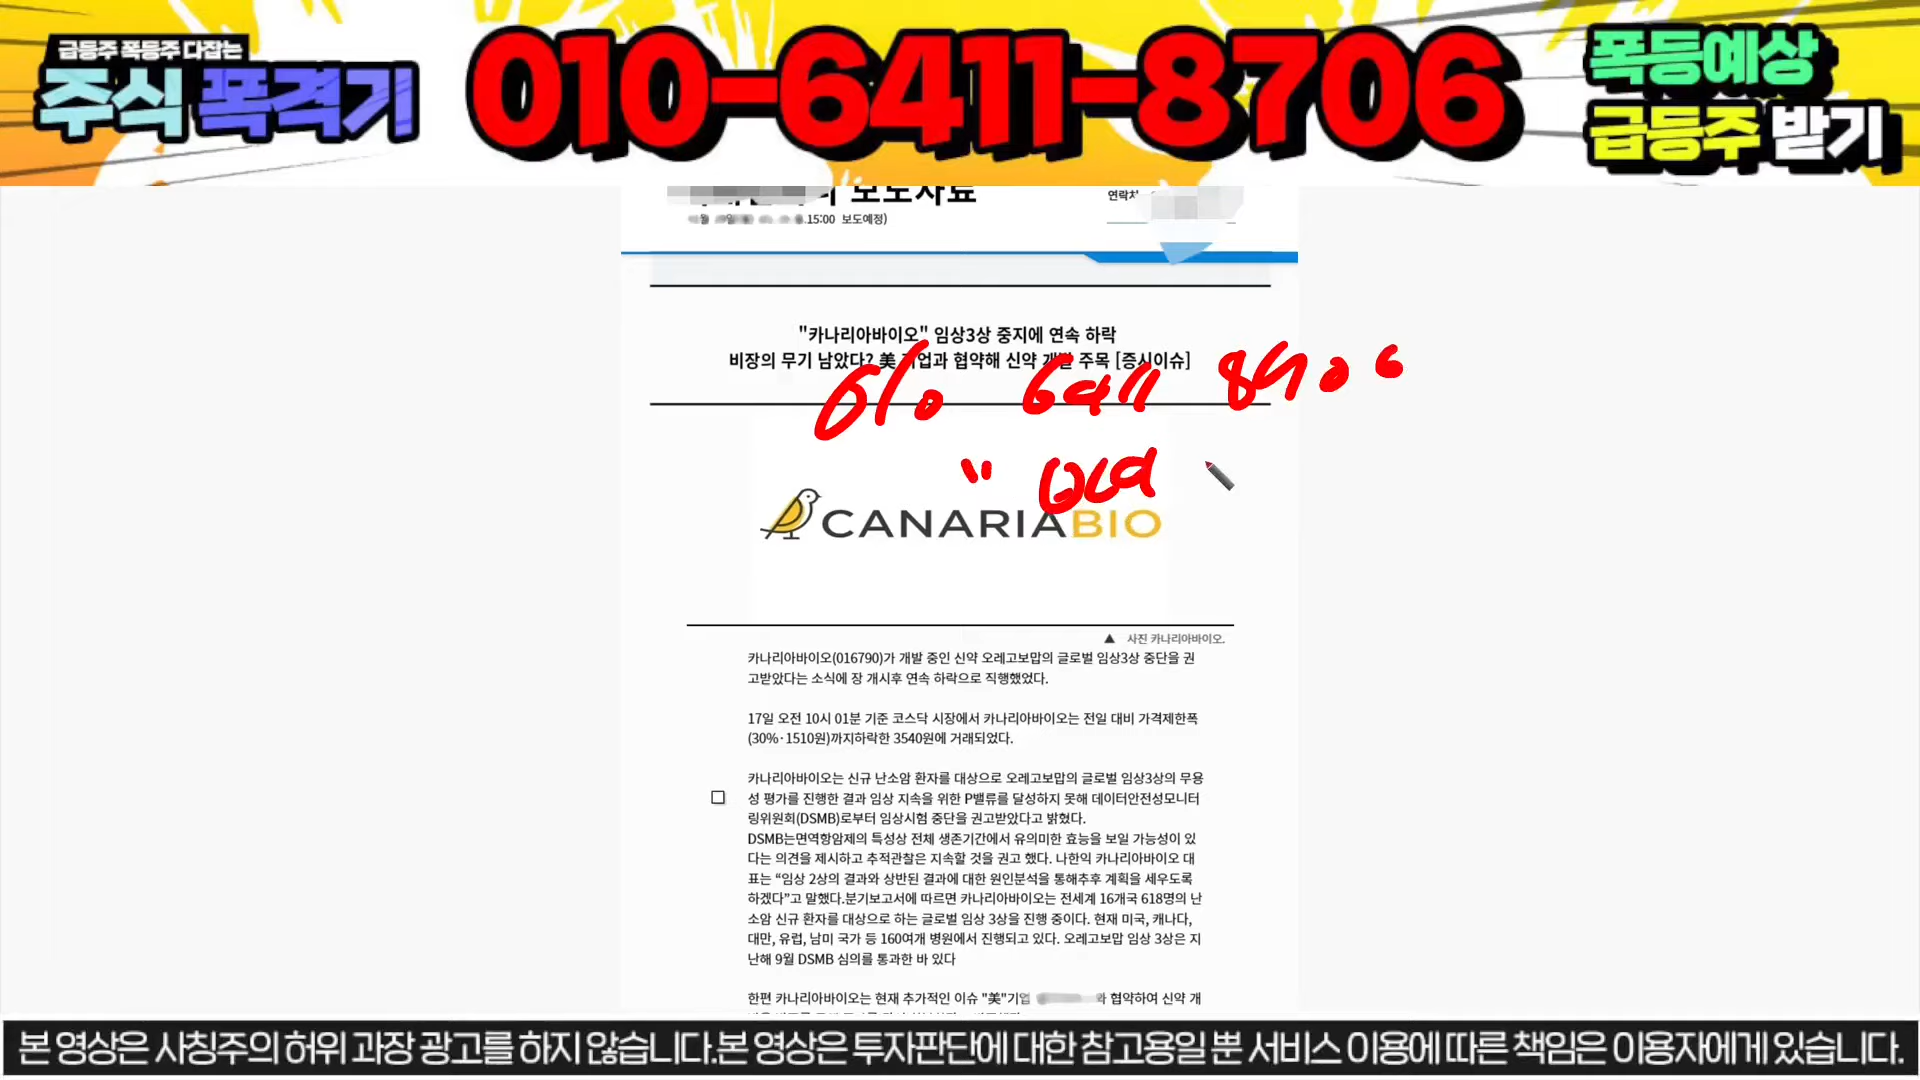 급등주 폭등주 다잡는
주식 폭격기
010-6411-8706
폭등예상
급등주 받기
보도자료
.15:00 보도예정)
연락처
"카나리아바이오" 임상3상 중지에 연속 하락
비장의 무기 남았다? 美 기업과 협약해 신약 개발 주목 [증시이슈]
010 6411 8706
CANARIABIO
▲ 사진 카나리아바이오.
카나리아바이오(016790)가 개발 중인 신약 오레고보맙의 글로벌 임상3상 중단을 권
고받았다는 소식에 장 개시후 연속 하락으로 직행했었다.
17일 오전 10시 01분 기준 코스닥 시장에서 카나리아바이오는 전일 대비 가격제한폭
(30%·1510원)까지하락한 3540원에 거래되었다.
카나리아바이오는 신규 난소암 환자를 대상으로 오레고보맙의 글로벌 임상3상의 무용
성 평가를 진행한 결과 임상 지속을 위한 P밸류를 달성하지 못해 데이터안전성모니터
링위원회(DSMB)로부터 임상시험 중단을 권고받았다고 밝혔다.
DSMB는면역항암제의 특성상 전체 생존기간에서 유의미한 효능을 보일 가능성이 있
다는 의견을 제시하고 추적관찰은 지속할 것을 권고 했다. 나한익 카나리아바이오 대
표는 “임상 2상의 결과와 상반된 결과에 대한 원인분석을 통해추후 계획을 세우도록
하겠다”고 말했다.분기보고서에 따르면 카나리아바이오는 전세계 16개국 618명의 난
소암 신규 환자를 대상으로 하는 글로벌 임상 3상을 진행 중이다. 현재 미국, 캐나다,
대만, 유럽, 남미 국가 등 160여개 병원에서 진행되고 있다. 오레고보맙 임상 3상은 지
난해 9월 DSMB 심의를 통과한 바 있다
한편 카나리아바이오는 현재 추가적인 이슈 "美"기업 와 협약하여 신약 개
본 영상은 사칭주의 허위 과장 광고를 하지 않습니다.본 영상은 투자판단에 대한 참고용일 뿐 서비스 이용에 따른 책임은 이용자에게 있습니다.